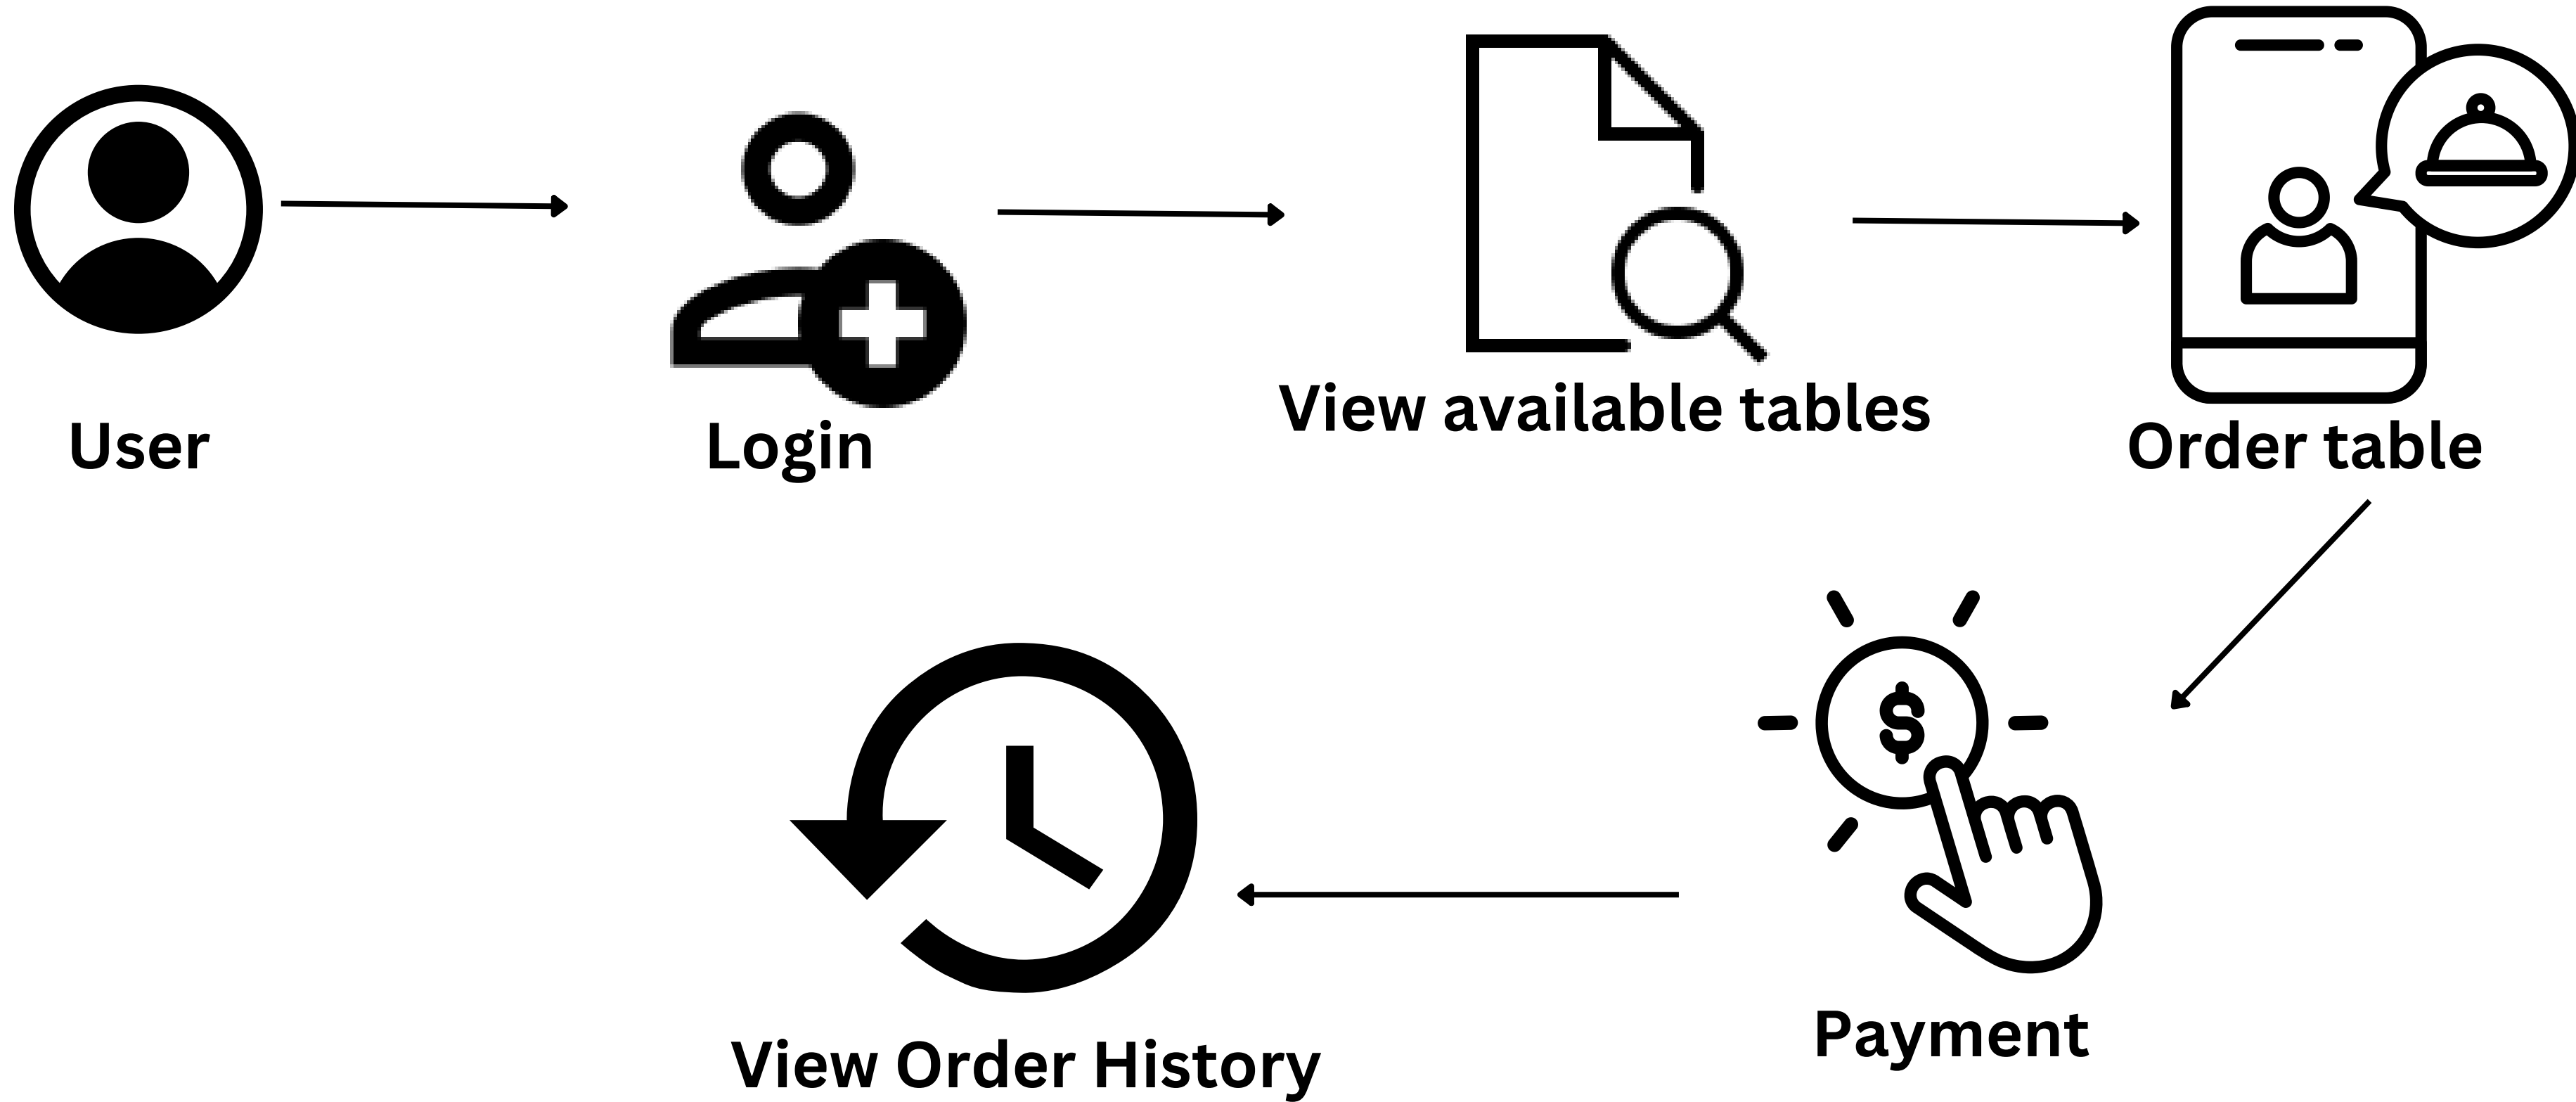 User
Login
View available tables
Order table
$
Payment
View Order History